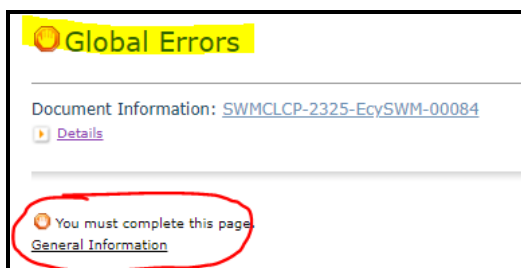 Global Errors
Document Information: SWMCLCP-2325-EcySWM-00084
Details
You must complete this page.
General Information